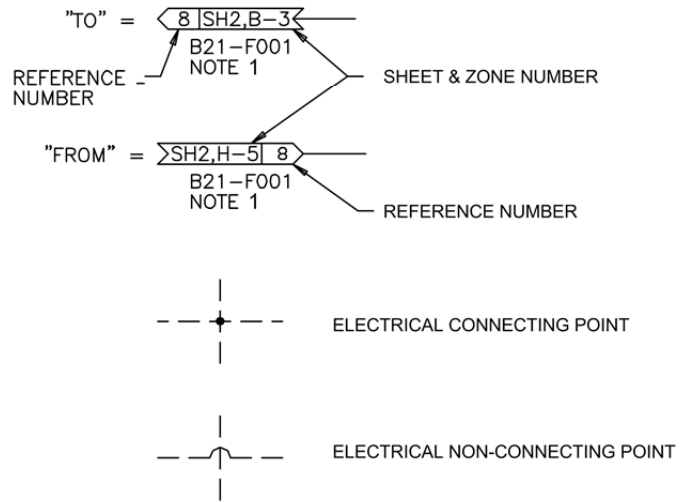 "TO" = 8 SH2,B-3
B21-F001
NOTE 1
REFERENCE
NUMBER
SHEET & ZONE NUMBER
"FROM" = SH2,H-5 8
B21-F001
NOTE 1
REFERENCE NUMBER
ELECTRICAL CONNECTING POINT
ELECTRICAL NON-CONNECTING POINT